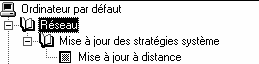 Ordinateur par défaut
Réseau
Mise à jour des stratégies système
Mise à jour à distance